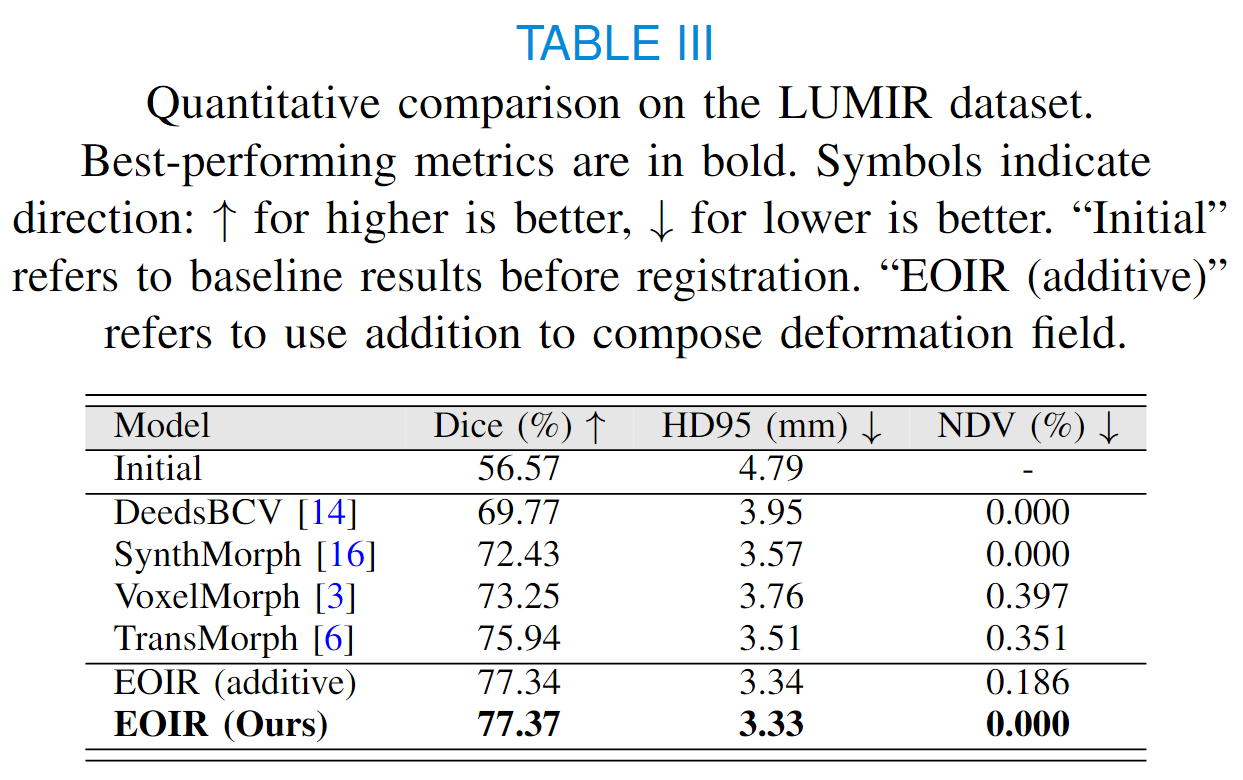 TABLE III
Quantitative comparison on the LUMIR dataset.
Best-performing metrics are in bold. Symbols indicate
direction: ↑ for higher is better, ↓ for lower is better. “Initial”
refers to baseline results before registration. “EOIR (additive)”
refers to use addition to compose deformation field.
Model Dice (%) ↑ HD95 (mm) ↓ NDV (%) ↓
Initial 56.57 4.79 -
DeedsBCV [14] 69.77 3.95 0.000
SynthMorph [16] 72.43 3.57 0.000
VoxelMorph [3] 73.25 3.76 0.397
TransMorph [6] 75.94 3.51 0.351
EOIR (additive) 77.34 3.34 0.186
EOIR (Ours) 77.37 3.33 0.000